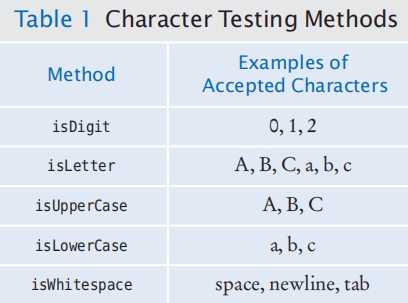 Table 1 Character Testing Methods
Method
Examples of
Accepted Characters
isDigit
0, 1, 2
isLetter
A, B, C, a, b, c
isUpperCase
A, B, C
isLowerCase
a, b, c
isWhitespace
space, newline, tab